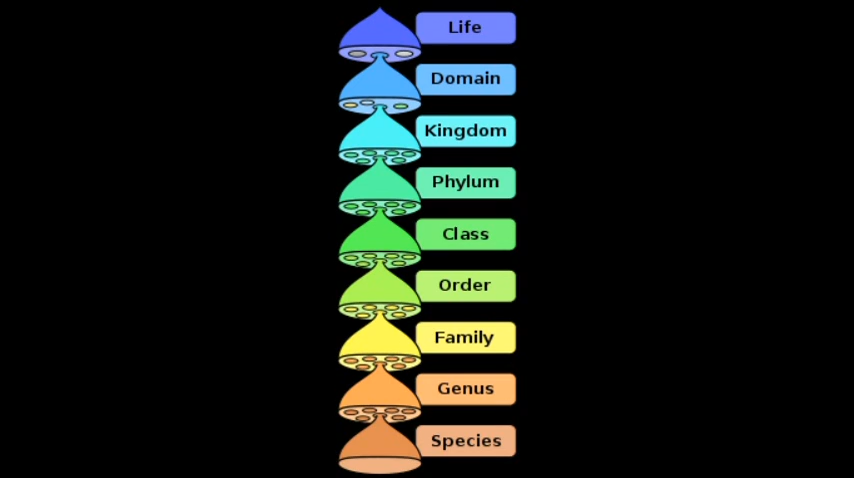 Life
Domain
Kingdom
Phylum
Class
Order
Family
Genus
Species